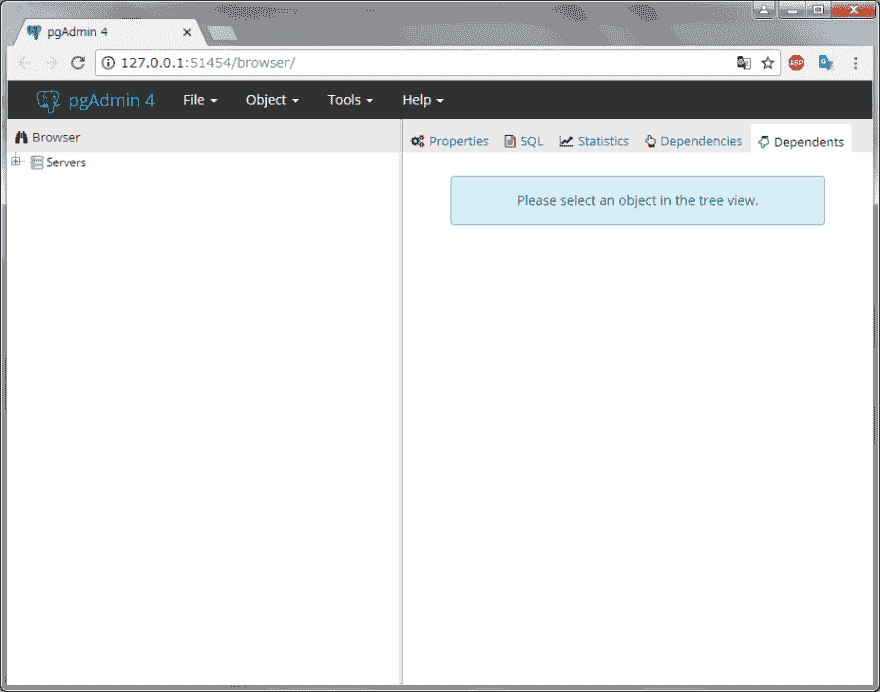 pgAdmin 4
127.0.0.1:51454/browser/
ABP
pgAdmin 4 File Object Tools Help
Browser
Servers
Properties SQL Statistics Dependencies Dependents
Please select an object in the tree view.